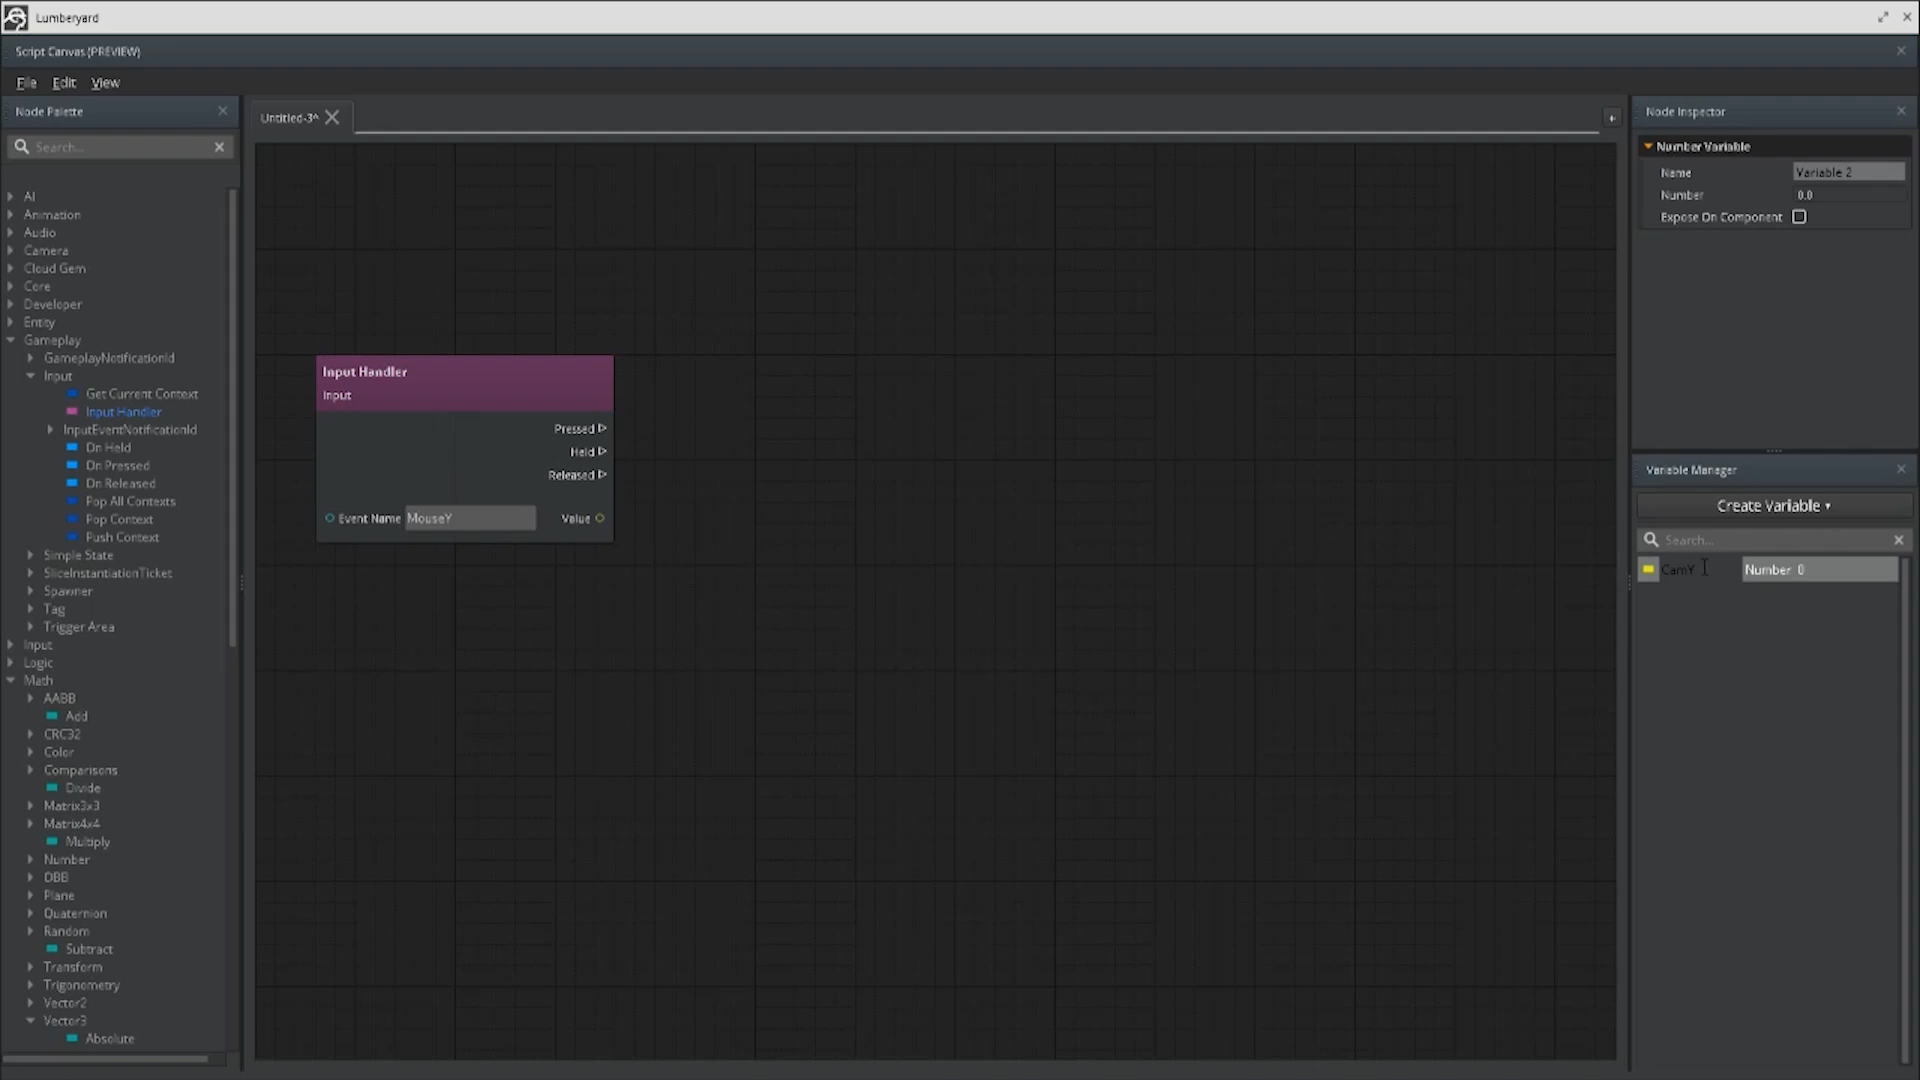 Lumberyard
Script Canvas (PREVIEW)
File Edit View
Node Palette
Search...
AI
Animation
Audio
Camera
Cloud Gem
Core
Developer
Entity
Gameplay
GameplayNotificationId
Input
Get Current Context
Input Handler
InputEventNotificationId
On Held
On Pressed
On Released
Pop All Contexts
Pop Context
Push Context
Simple State
SliceInstantiationTicket
Spawner
Tag
Trigger Area
Input
Logic
Math
AABB
Add
CRC32
Color
Comparisons
Divide
Matrix3x3
Matrix4x4
Multiply
Number
OBB
Plane
Quaternion
Random
Subtract
Transform
Trigonometry
Vector2
Vector3
Absolute
Untitled-3^
Input Handler
Input
Pressed
Held
Released
Event Name MouseY Value
Node Inspector
Number Variable
Name Variable 2
Number 0.0
Expose On Component
Variable Manager
Create Variable
Search...
CamY Number 0